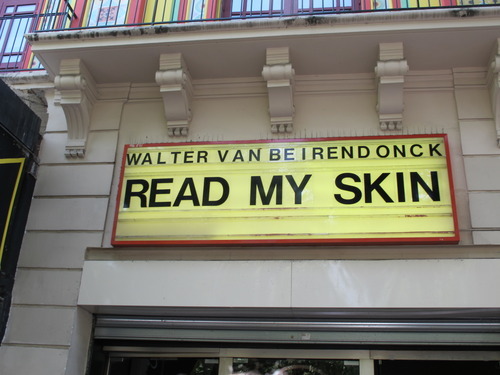 WALTER VAN BEIRENDONCK
READ MY SKIN